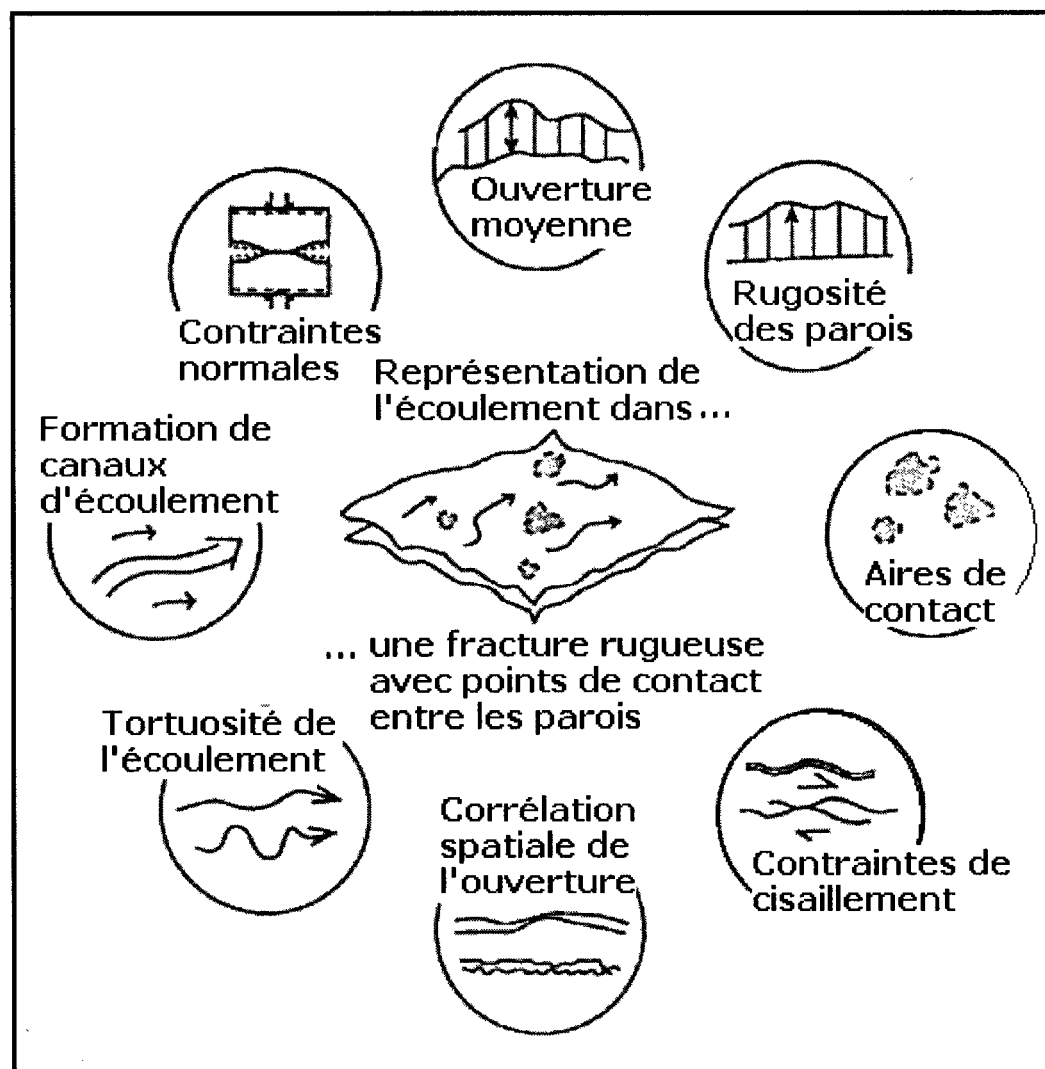 Ouverture
moyenne
Rugosité
des parois
Contraintes
normales
Représentation de
l'écoulement dans ...
Formation de
canaux
d'écoulement
Aires de
contact
... une fracture rugueuse
avec points de contact
entre les parois
Tortuosité de
l'écoulement
Corrélation
spatiale de
l'ouverture
Contraintes de
cisaillement